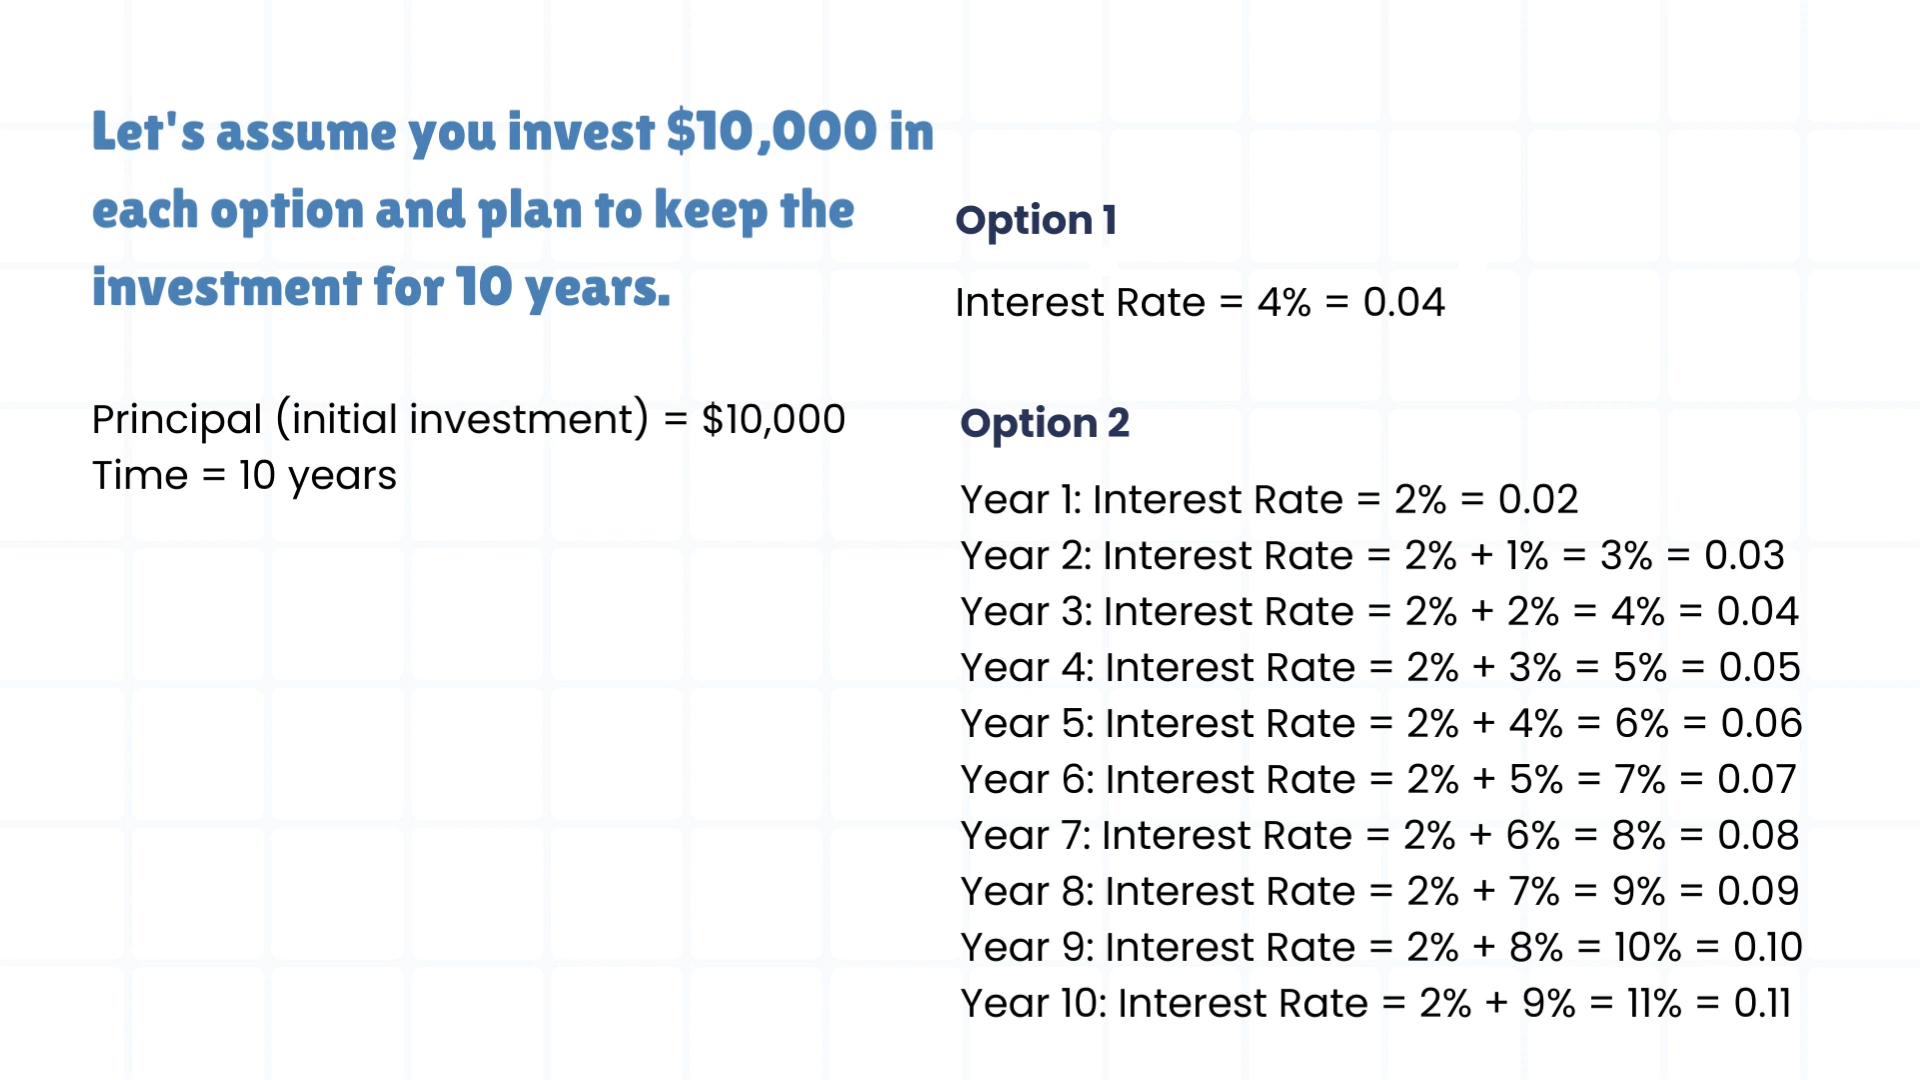 Let's assume you invest $10,000 in
each option and plan to keep the
investment for 10 years.
Principal (initial investment) = $10,000
Time = 10 years
Option 1
Interest Rate = 4% = 0.04
Option 2
Year 1: Interest Rate = 2% = 0.02
Year 2: Interest Rate = 2% + 1% = 3% = 0.03
Year 3: Interest Rate = 2% + 2% = 4% = 0.04
Year 4: Interest Rate = 2% + 3% = 5% = 0.05
Year 5: Interest Rate = 2% + 4% = 6% = 0.06
Year 6: Interest Rate = 2% + 5% = 7% = 0.07
Year 7: Interest Rate = 2% + 6% = 8% = 0.08
Year 8: Interest Rate = 2% + 7% = 9% = 0.09
Year 9: Interest Rate = 2% + 8% = 10% = 0.10
Year 10: Interest Rate = 2% + 9% = 11% = 0.11